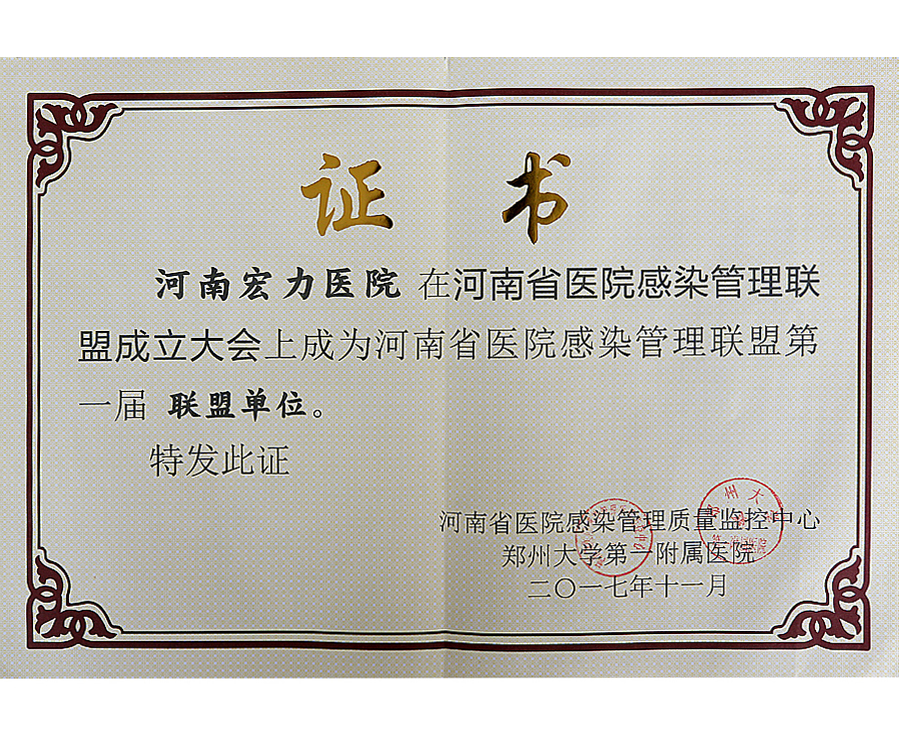 证 书
河南宏力医院 在河南省医院感染管理联
盟成立大会上成为河南省医院感染管理联盟第
一届 联盟单位。
特发此证
河南省医院感染管理质量监控中心
郑州大学第一附属医院
二〇一七年十一月